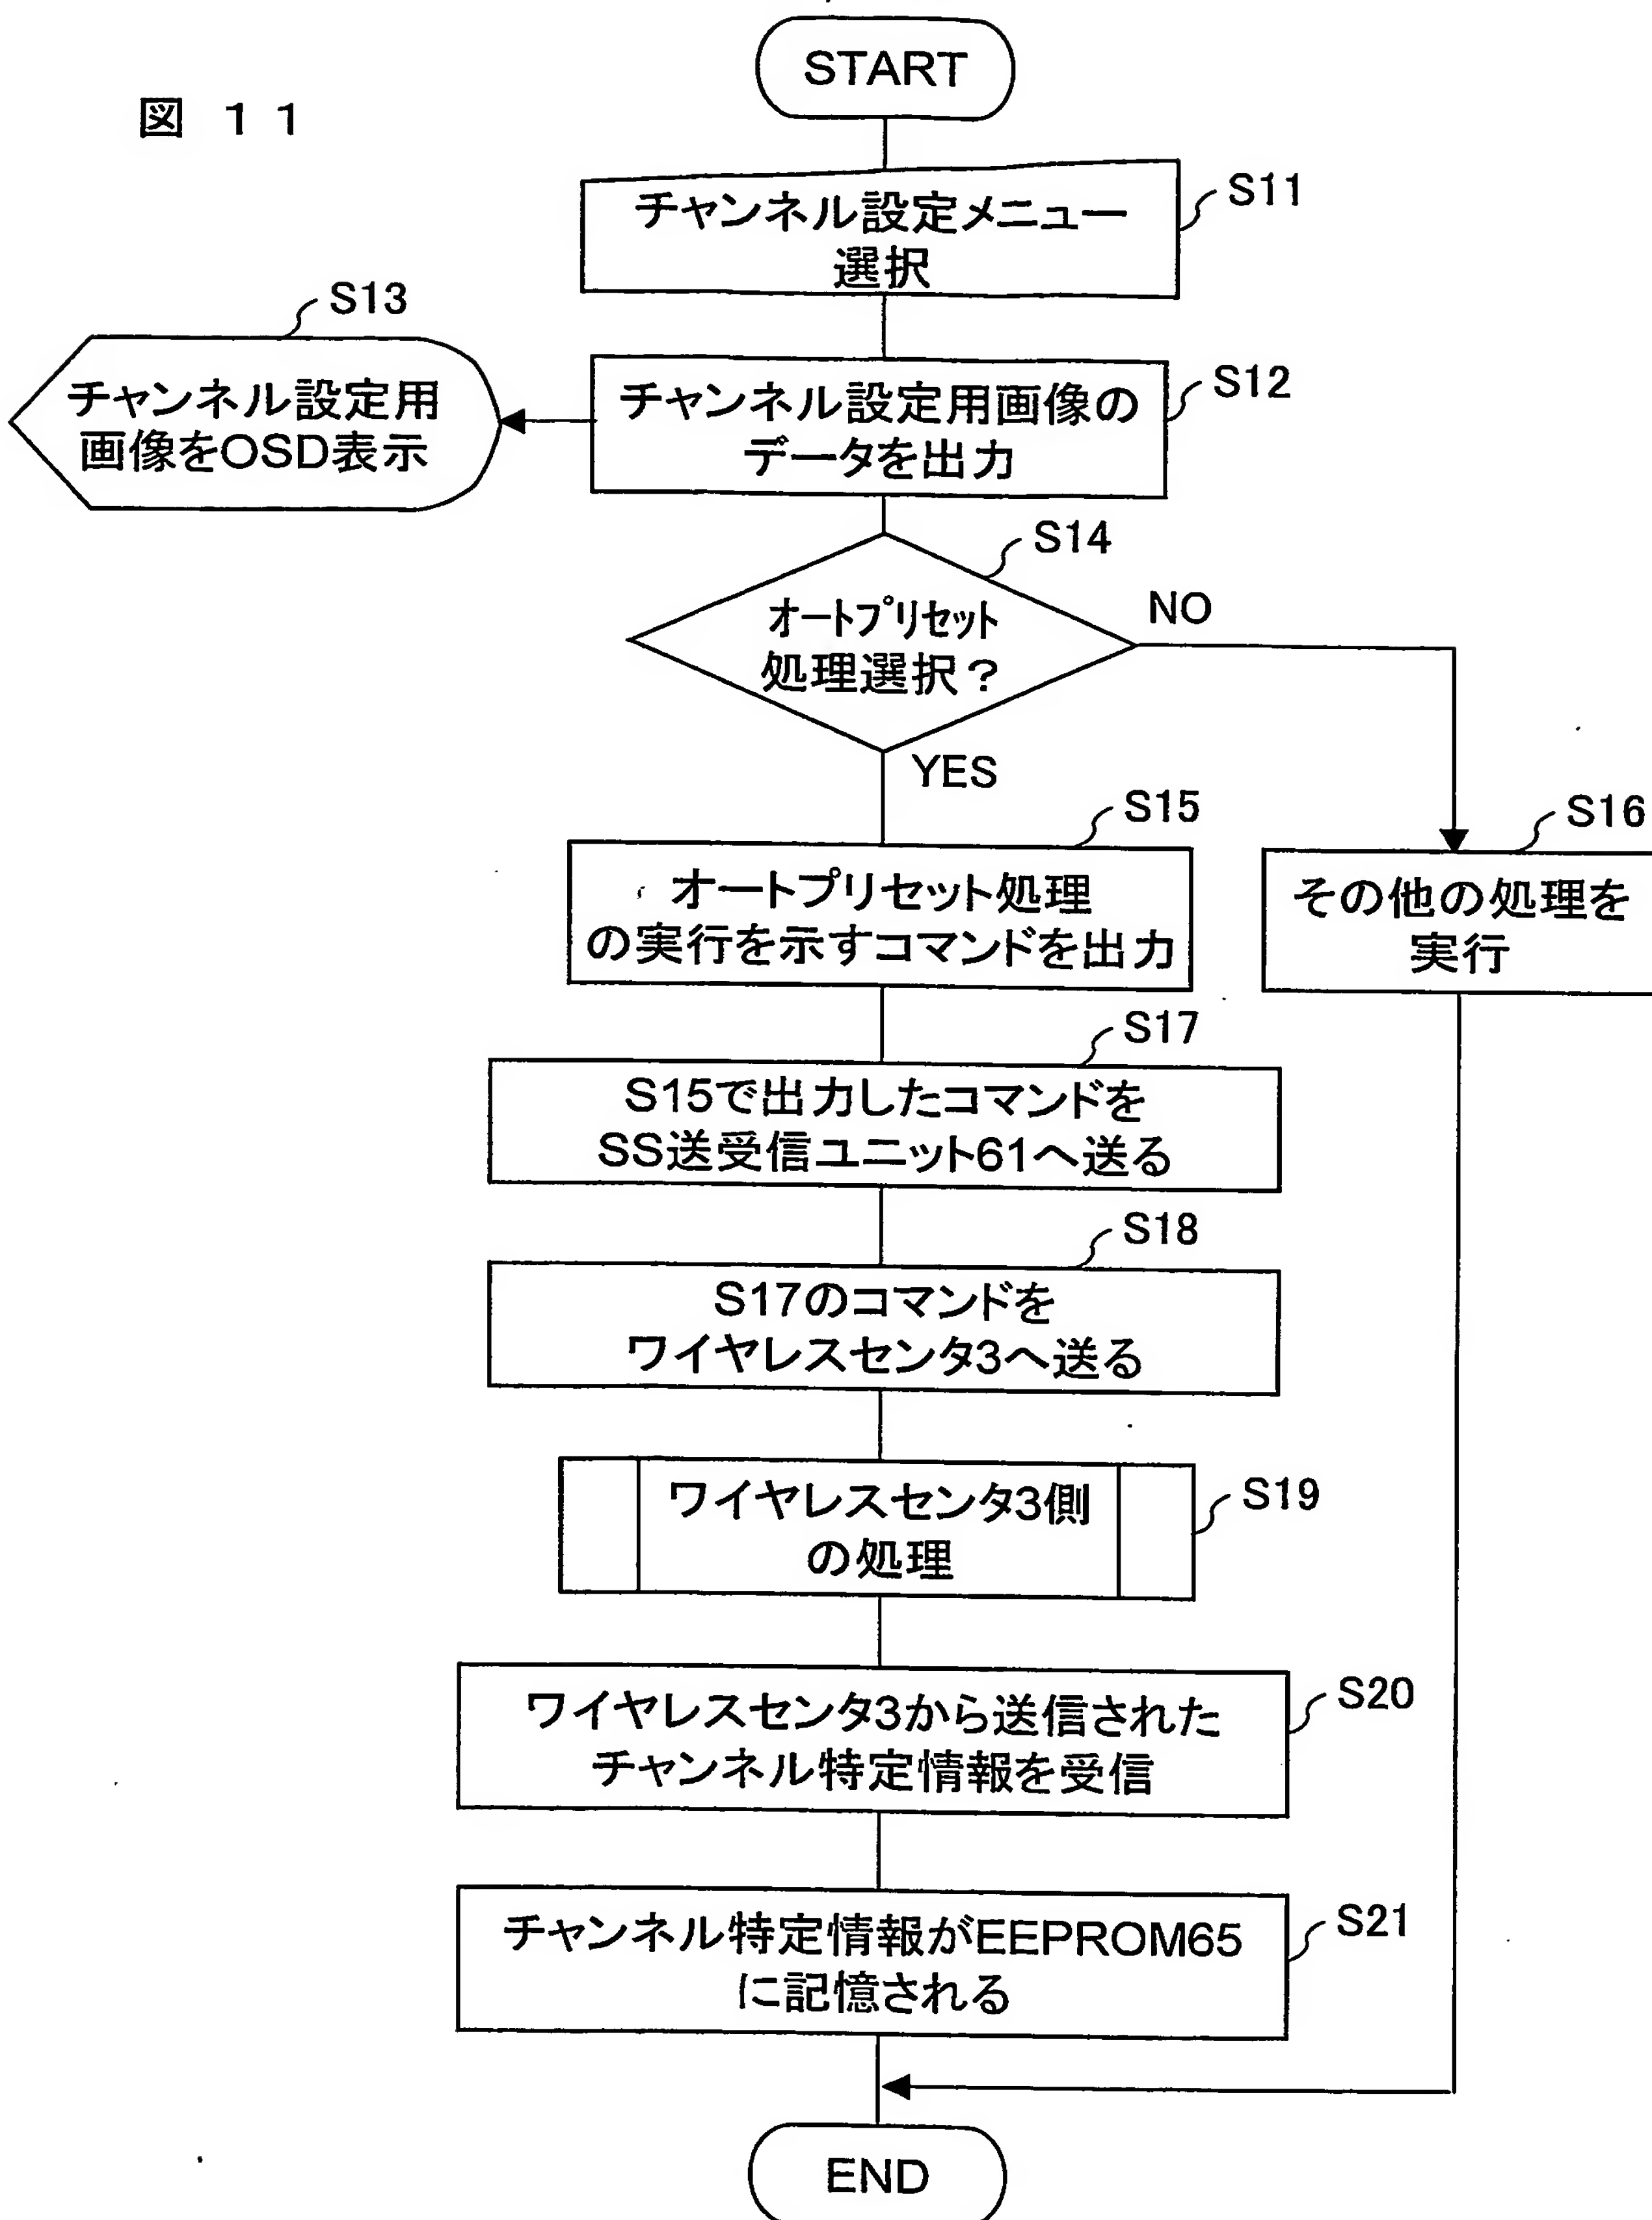 図 11
START
S11
チャンネル設定メニュー
選択
S13
チャンネル設定用
画像をOSD表示
S12
チャンネル設定用画像の
データを出力
S14
オートプリセット
処理選択？
NO
YES
S15
オートプリセット処理
の実行を示すコマンドを出力
S16
その他の処理を
実行
S17
S15で出力したコマンドを
SS送受信ユニット61へ送る
S18
S17のコマンドを
ワイヤレスセンタ3へ送る
S19
ワイヤレスセンタ3側
の処理
S20
ワイヤレスセンタ3から送信された
チャンネル特定情報を受信
S21
チャンネル特定情報がEEPROM65
に記憶される
END